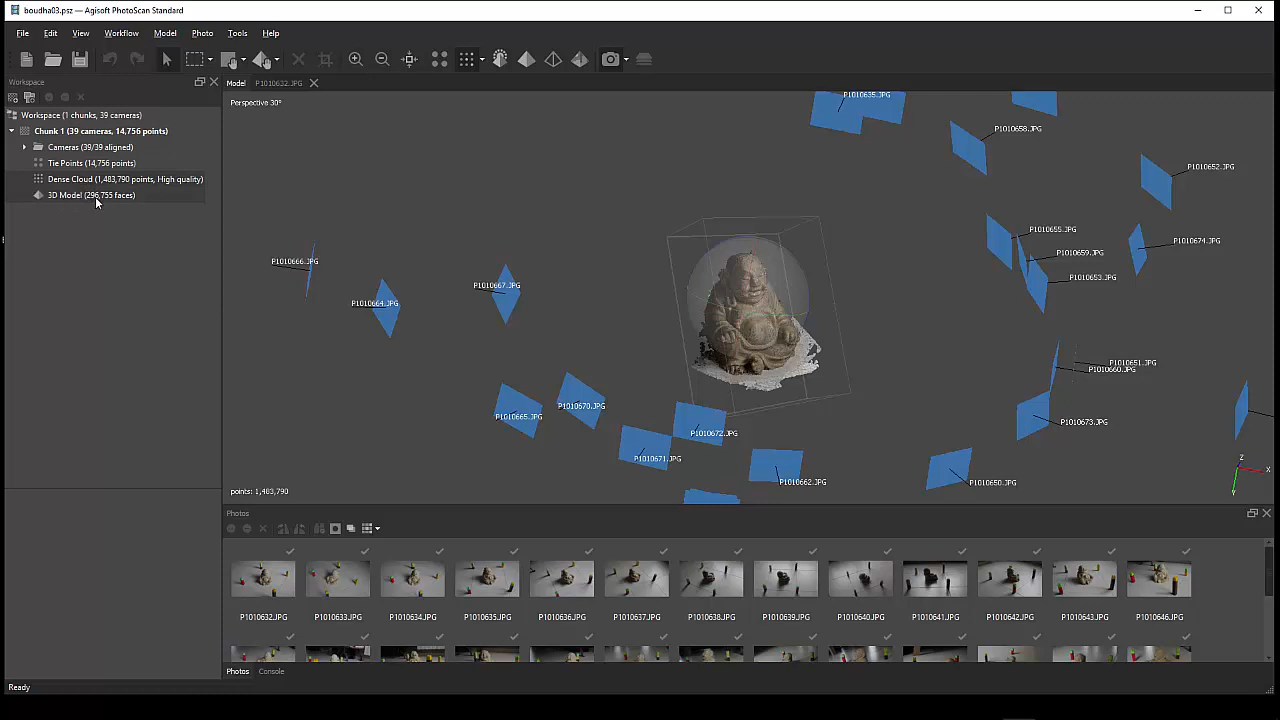 boudha03.psz — Agisoft PhotoScan Standard
File Edit View Workflow Model Photo Tools Help
Workspace
Model P1010632.JPG
Workspace (1 chunks, 39 cameras)
Chunk 1 (39 cameras, 14,756 points)
Cameras (39/39 aligned)
Tie Points (14,756 points)
Dense Cloud (1,483,790 points, High quality)
3D Model (296,755 faces)
Perspective 30°
P1010635.JPG
P1010658.JPG
P1010652.JPG
P1010655.JPG
P1010674.JPG
P1010659.JPG
P1010666.JPG
P1010653.JPG
P1010667.JPG
P1010664.JPG
P1010651.JPG
P1010660.JPG
P1010670.JPG
P1010665.JPG
P1010673.JPG
P1010672.JPG
P1010671.JPG
P1010662.JPG
P1010650.JPG
Z
X
Y
points: 1,483,790
Photos
P1010632.JPG P1010633.JPG P1010634.JPG P1010635.JPG P1010636.JPG P1010637.JPG P1010638.JPG P1010639.JPG P1010640.JPG P1010641.JPG P1010642.JPG P1010643.JPG P1010646.JPG
Photos Console
Ready